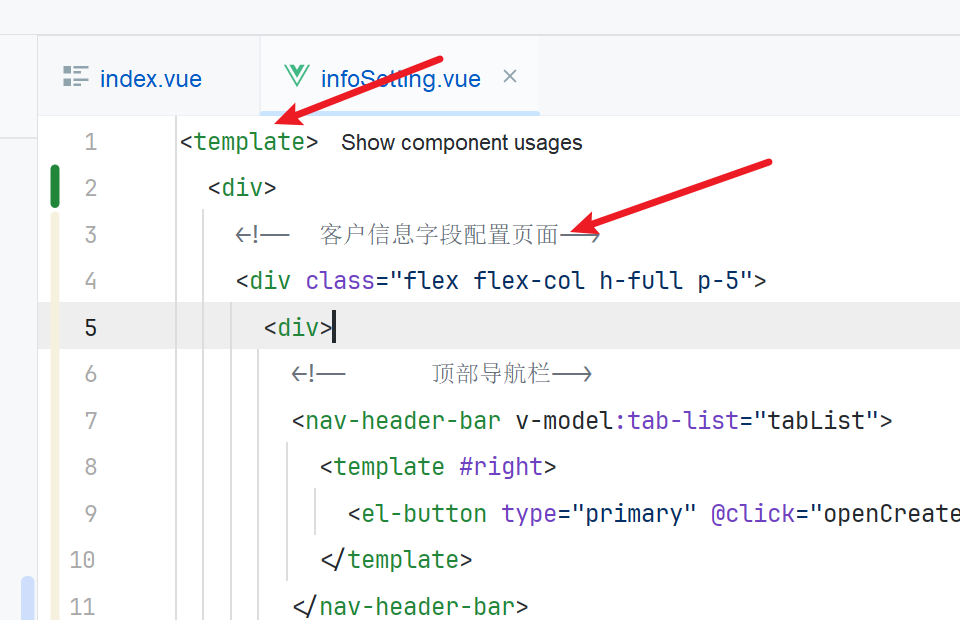 index.vue infoSetting.vue
1 <template> Show component usages
2 <div>
3 <!-- 客户信息字段配置页面-->
4 <div class="flex flex-col h-full p-5">
5 <div>
6 <!-- 顶部导航栏-->
7 <nav-header-bar v-model:tab-list="tabList">
8 <template #right>
9 <el-button type="primary" @click="openCreate
10 </template>
11 </nav-header-bar>